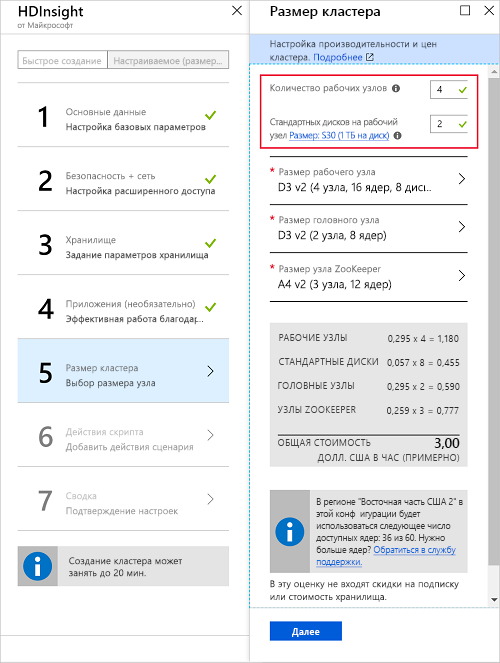 HDInsight
от Майкрософт
Быстрое создание
Настраиваемое (размер...
1
Основные данные
Настройка базовых параметров
2
Безопасность + сеть
Настройка расширенного доступа
3
Хранилище
Задание параметров хранилища
4
Приложения (необязательно)
Эффективная работа благодар...
5
Размер кластера
Выбор размера узла
6
Действия скрипта
Добавить действия сценария
7
Сводка
Подтверждение настроек
Создание кластера может
занять до 20 мин.
Размер кластера
Настройка производительности и цен
кластера. Подробнее
Количество рабочих узлов
4
Стандартных дисков на рабочий
узел Размер: S30 (1 ТБ на диск)
2
* Размер рабочего узла
D3 v2 (4 узла, 16 ядер, 8 диск...
* Размер головного узла
D3 v2 (2 узла, 8 ядер)
* Размер узла ZooKeeper
A4 v2 (3 узла, 12 ядер)
РАБОЧИЕ УЗЛЫ 0,295 x 4 = 1,180
СТАНДАРТНЫЕ ДИСКИ 0,057 x 8 = 0,455
ГОЛОВНЫЕ УЗЛЫ 0,295 x 2 = 0,590
УЗЛЫ ZOOKEEPER 0,259 x 3 = 0,777
ОБЩАЯ СТОИМОСТЬ 3,00
ДОЛЛ. США В ЧАС (ПРИМЕРНО)
В регионе "Восточная часть США 2" в
этой конф игурации будет
использоваться следующее число
доступных ядер: 36 из 60. Нужно
больше ядер? Обратиться в службу
поддержки.
В эту оценку не входят скидки на подписку
или стоимость хранилища.
Далее